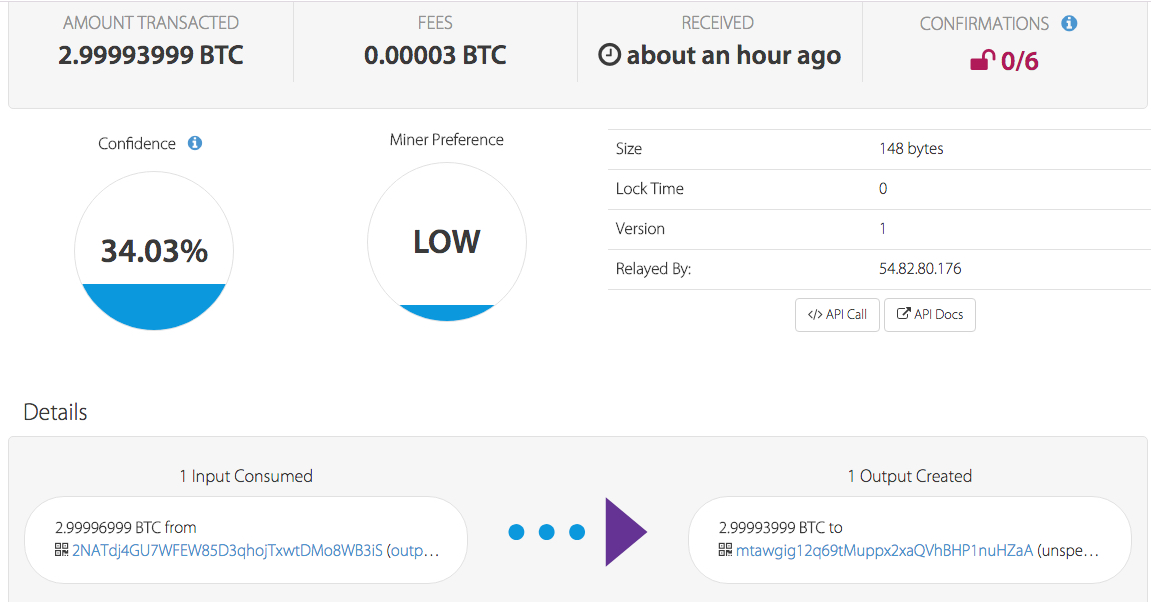 AMOUNT TRANSACTED
2.99993999 BTC
FEES
0.00003 BTC
RECEIVED
about an hour ago
CONFIRMATIONS
0/6
Confidence
34.03%
Miner Preference
LOW
Size 148 bytes
Lock Time 0
Version 1
Relayed By: 54.82.80.176
</> API Call
API Docs
Details
1 Input Consumed
2.99996999 BTC from
2NATdj4GU7WFEW85D3qhojTxwtDMo8WB3iS (outp...
1 Output Created
2.99993999 BTC to
mtawgig12q69tMuppx2xaQVhBHP1nuHZaA (unspe...